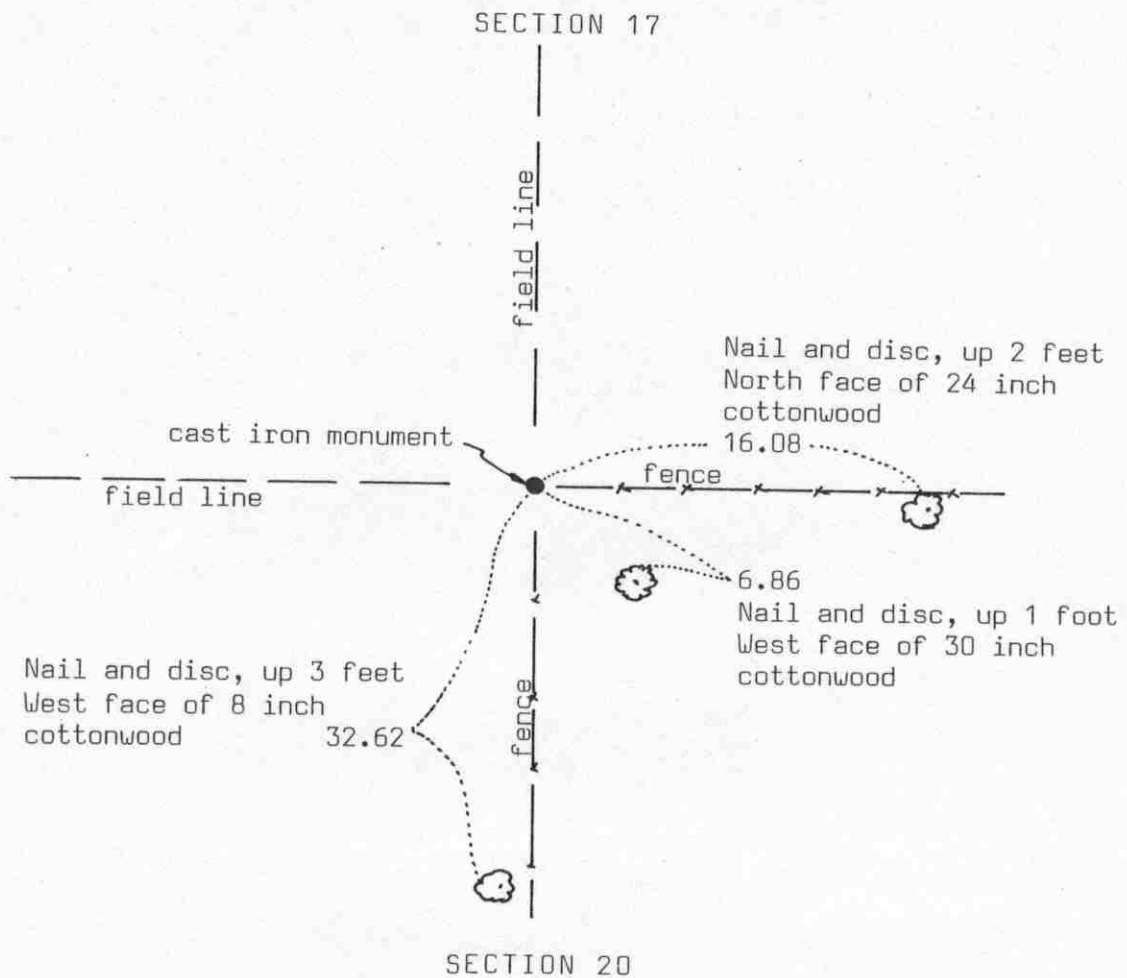 SECTION 17
field line
Nail and disc, up 2 feet
North face of 24 inch
cottonwood
16.08
cast iron monument
fence
field line
6.86
Nail and disc, up 1 foot
West face of 30 inch
cottonwood
Nail and disc, up 3 feet
West face of 8 inch
cottonwood 32.62
fence
SECTION 20